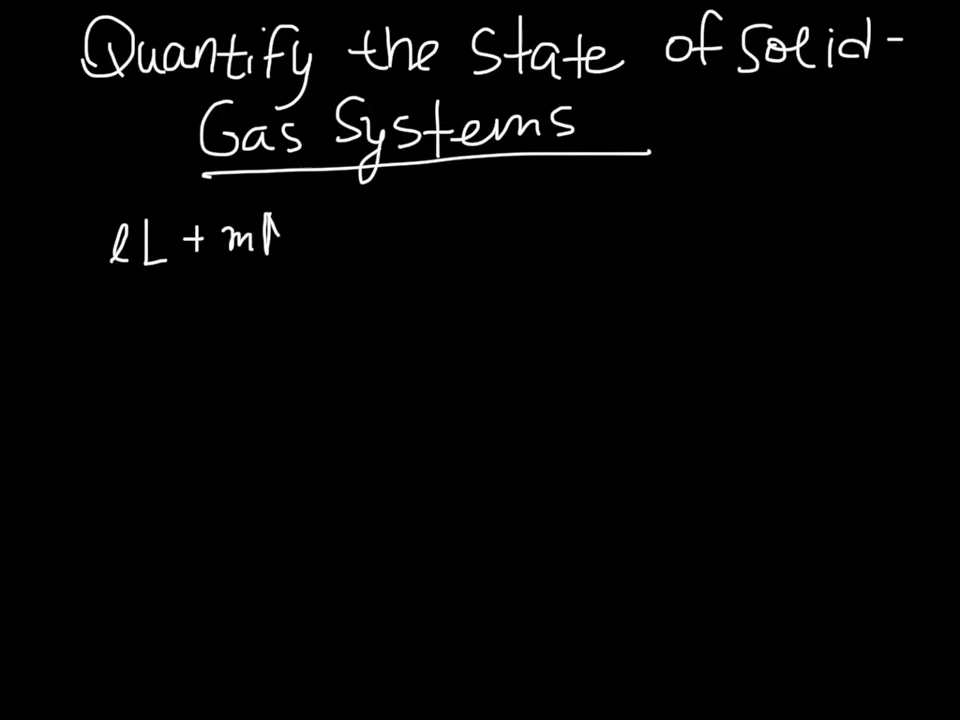 Quantify the state of solid -
Gas Systems
lL + m